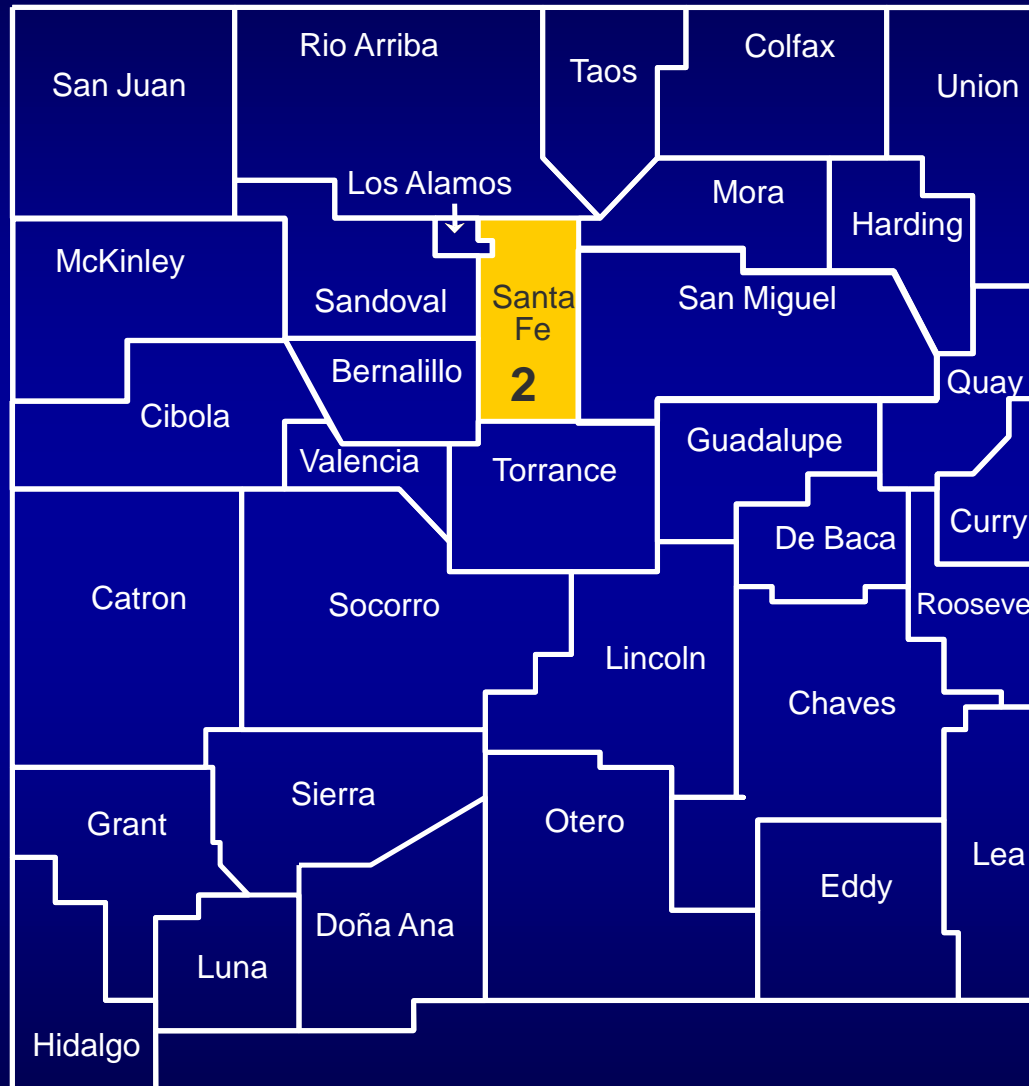 Rio Arriba
Colfax
Taos
San Juan
Union
Los Alamos
Mora
Harding
McKinley
Sandoval
Santa
Fe
San Miguel
Bernalillo
2
Quay
Cibola
Guadalupe
Valencia
Torrance
Curry
De Baca
Catron
Socorro
Rooseve
Lincoln
Chaves
Sierra
Grant
Otero
Lea
Eddy
Doña Ana
Luna
Hidalgo